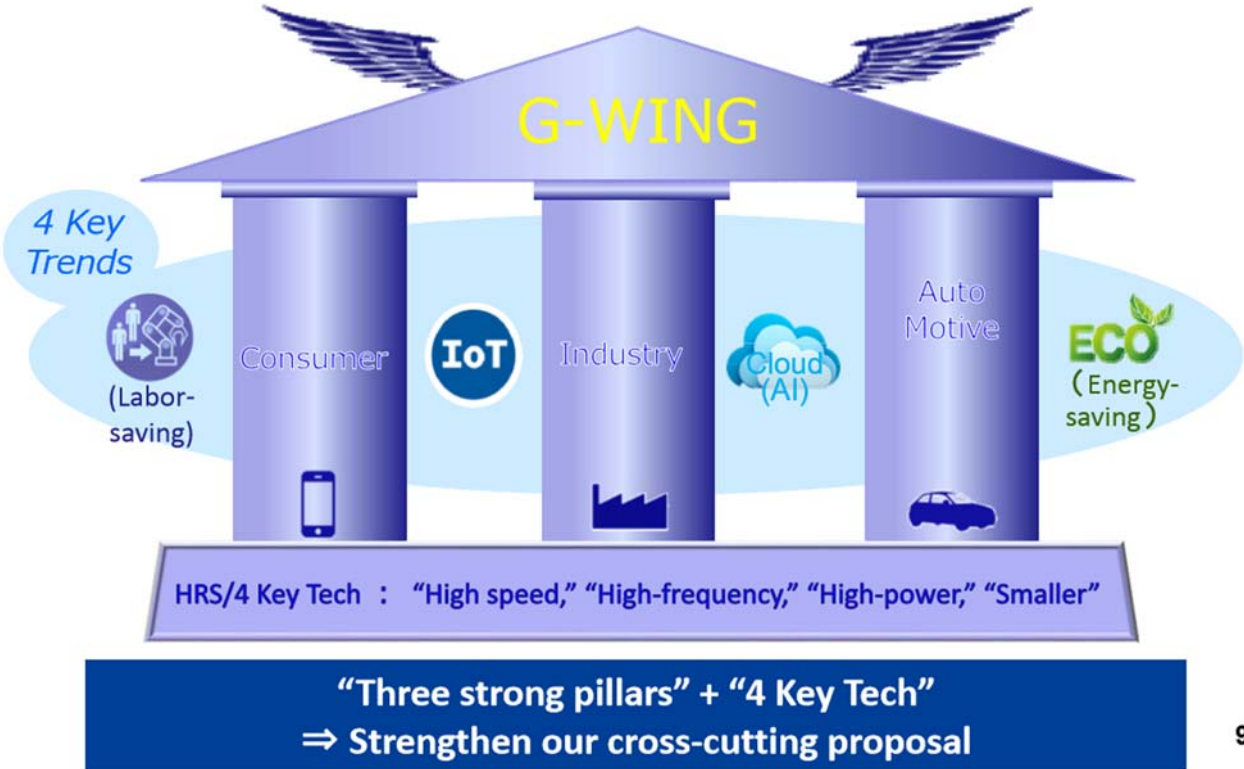 G-WING
4 Key
Trends
(Labor-
saving)
Consumer
IoT
Industry
Cloud
(AI)
Auto
Motive
ECO
(Energy-
saving)
HRS/4 Key Tech : “High speed,” “High-frequency,” “High-power,” “Smaller”
“Three strong pillars” + “4 Key Tech”
⇒ Strengthen our cross-cutting proposal
9